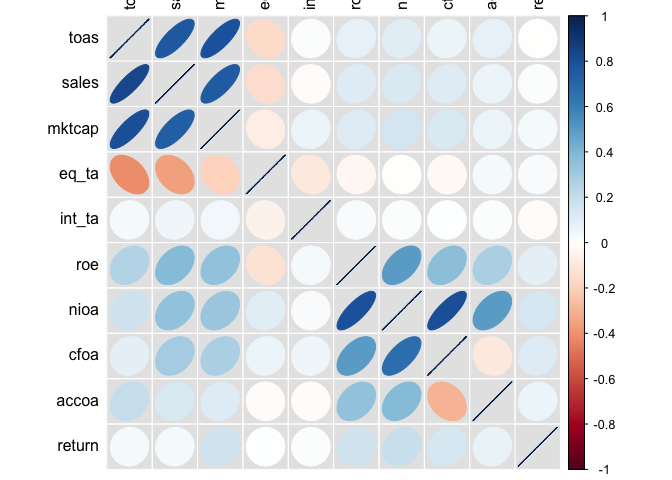 toas
sales
mktcap
eq_ta
int_ta
roe
nioa
cfoa
accoa
return
1
0.8
0.6
0.4
0.2
0
-0.2
-0.4
-0.6
-0.8
-1